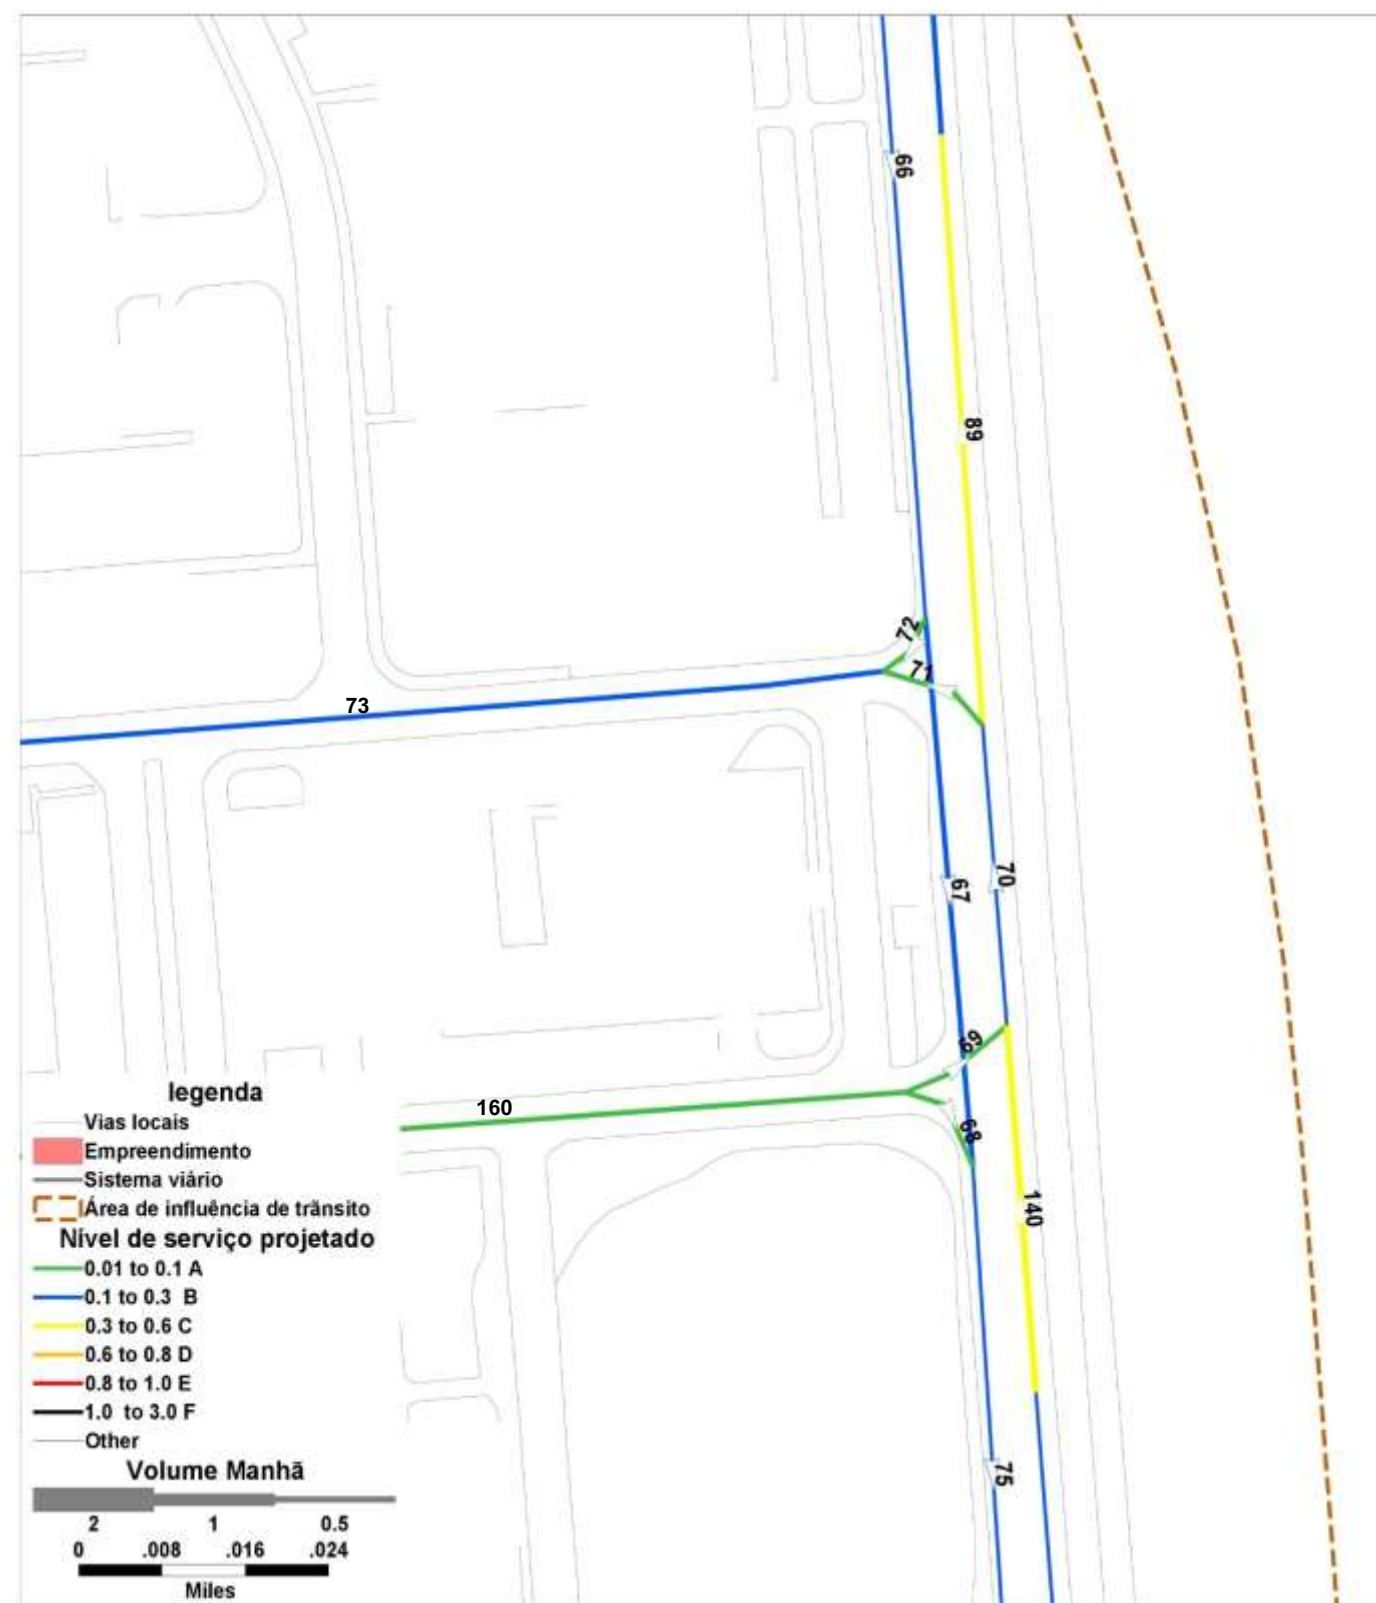 66
89
72
71
73
70
67
69
160
68
140
75
legenda
Vias locais
Empreendimento
Sistema viário
Área de influência de trânsito
Nível de serviço projetado
0.01 to 0.1 A
0.1 to 0.3 B
0.3 to 0.6 C
0.6 to 0.8 D
0.8 to 1.0 E
1.0 to 3.0 F
Other
Volume Manhã
2 1 0.5
0 .008 .016 .024
Miles